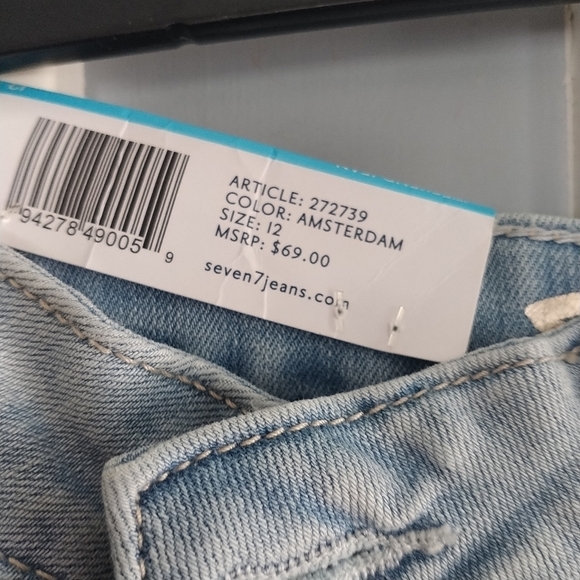 94278 49005 9
ARTICLE: 272739
COLOR: AMSTERDAM
SIZE: 12
MSRP: $69.00
seven7jeans.com